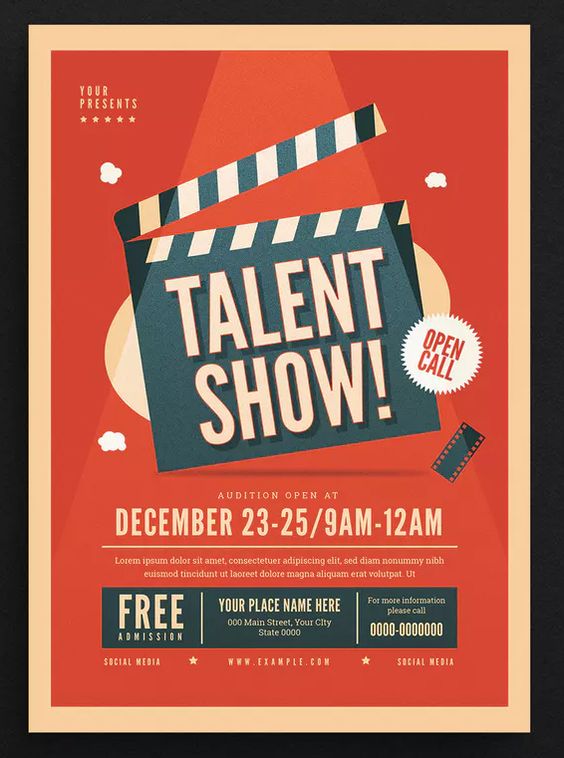 YOUR
PRESENTS
TALENT
SHOW!
OPEN
CALL
AUDITION OPEN AT
DECEMBER 23-25/9AM-12AM
Lorem ipsum dolor sit amet, consectetuer adipiscing elit, sed diam nonummy nibh
euismod tincidunt ut laoreet dolore magna aliquam erat volutpat. Ut
FREE
ADMISSION
YOUR PLACE NAME HERE
000 Main Street, Your CIty
State 0000
For more information
please call
0000-0000000
SOCIAL MEDIA
WWW.EXAMPLE.COM
SOCIAL MEDIA